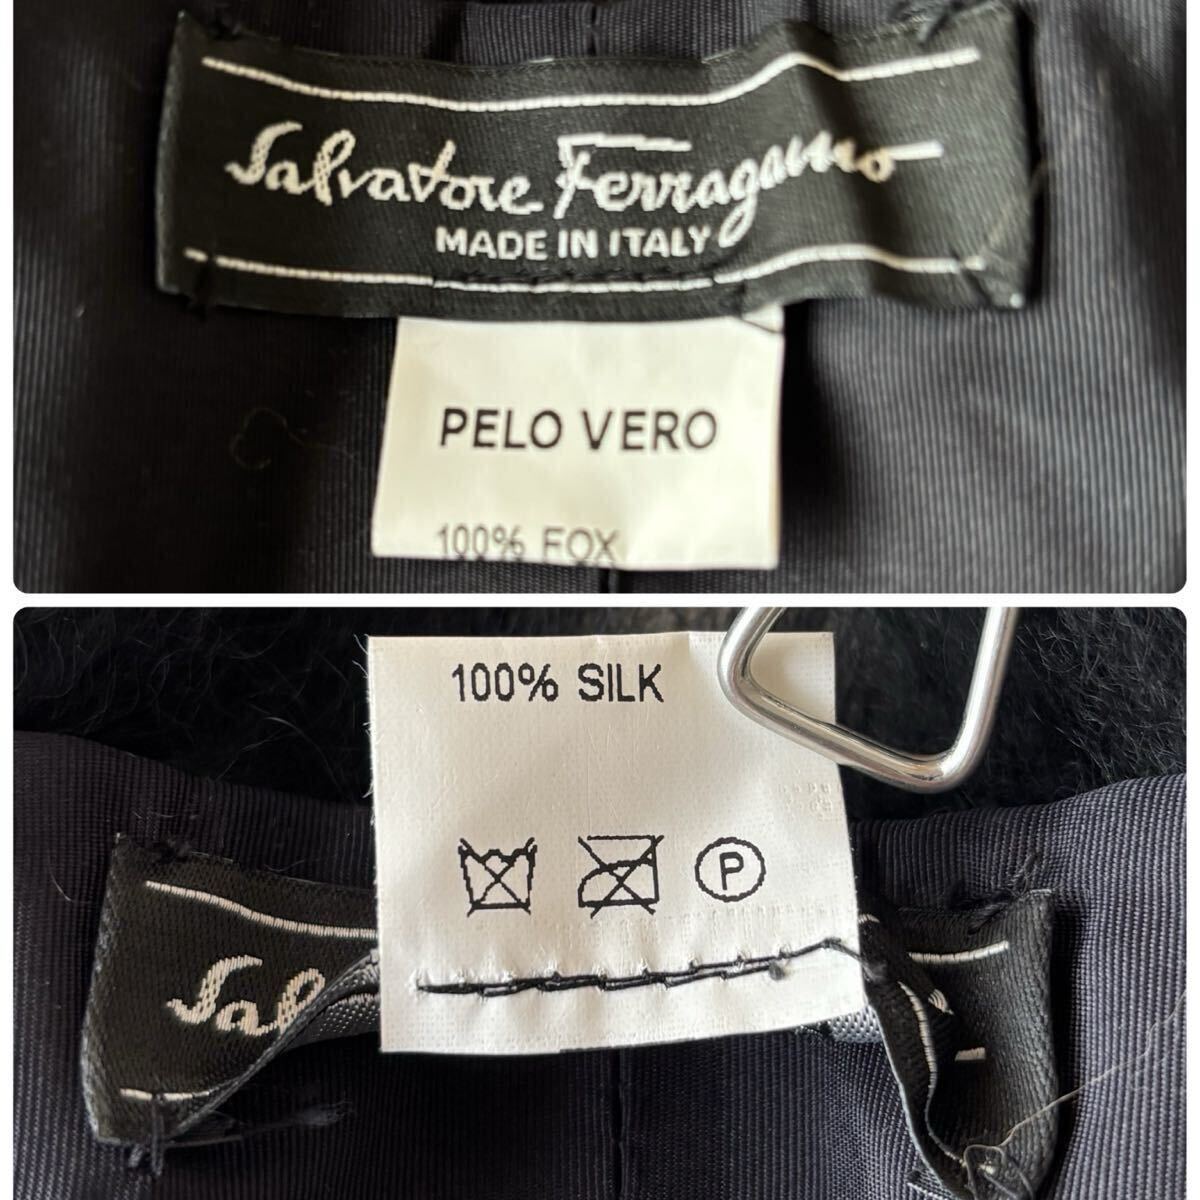 Salvatore Ferragamo
MADE IN ITALY
PELO VERO
100% FOX
100% SILK
P
Sal